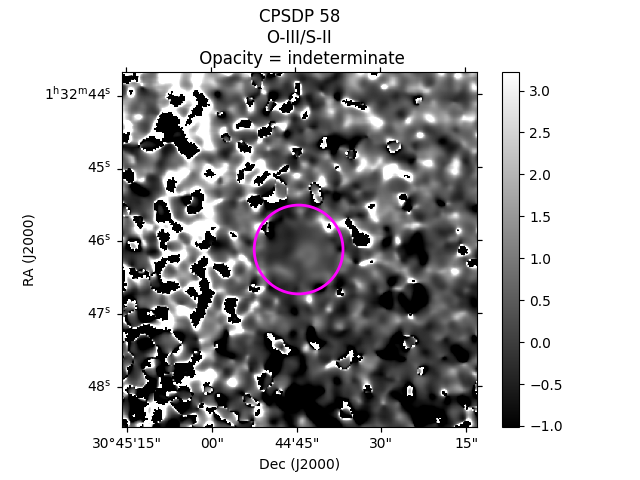 CPSDP 58
O-III/S-II
Opacity = indeterminate
1ʰ32ᵐ44ˢ
45ˢ
46ˢ
47ˢ
48ˢ
RA (J2000)
30°45'15" 00" 44'45" 30" 15"
Dec (J2000)
3.0
2.5
2.0
1.5
1.0
0.5
0.0
−0.5
−1.0